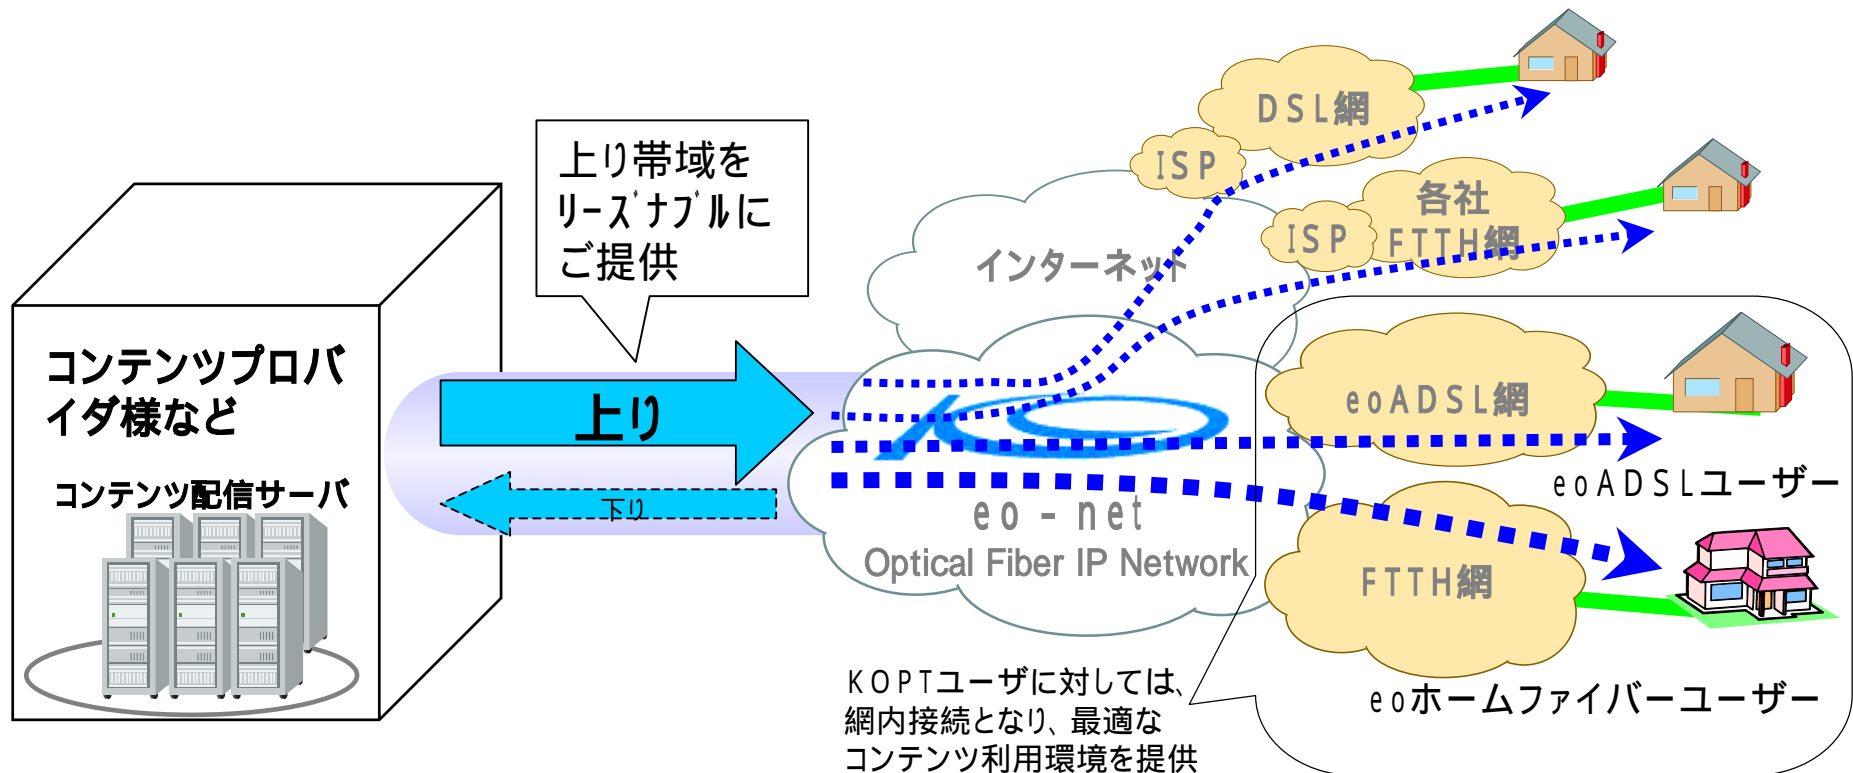 コンテンツプロバ
イダ様など
コンテンツ配信サーバ
上り帯域を
ﾘｰｽﾞﾅﾌﾞﾙに
ご提供
上り
下り
インターネット
ISP
DSL網
ISP
各社
FTTH網
eo－net
Optical Fiber IP Network
eoADSL網
eoADSLユーザー
FTTH網
eoホームファイバーユーザー
KOPTユーザに対しては、
網内接続となり、最適な
コンテンツ利用環境を提供